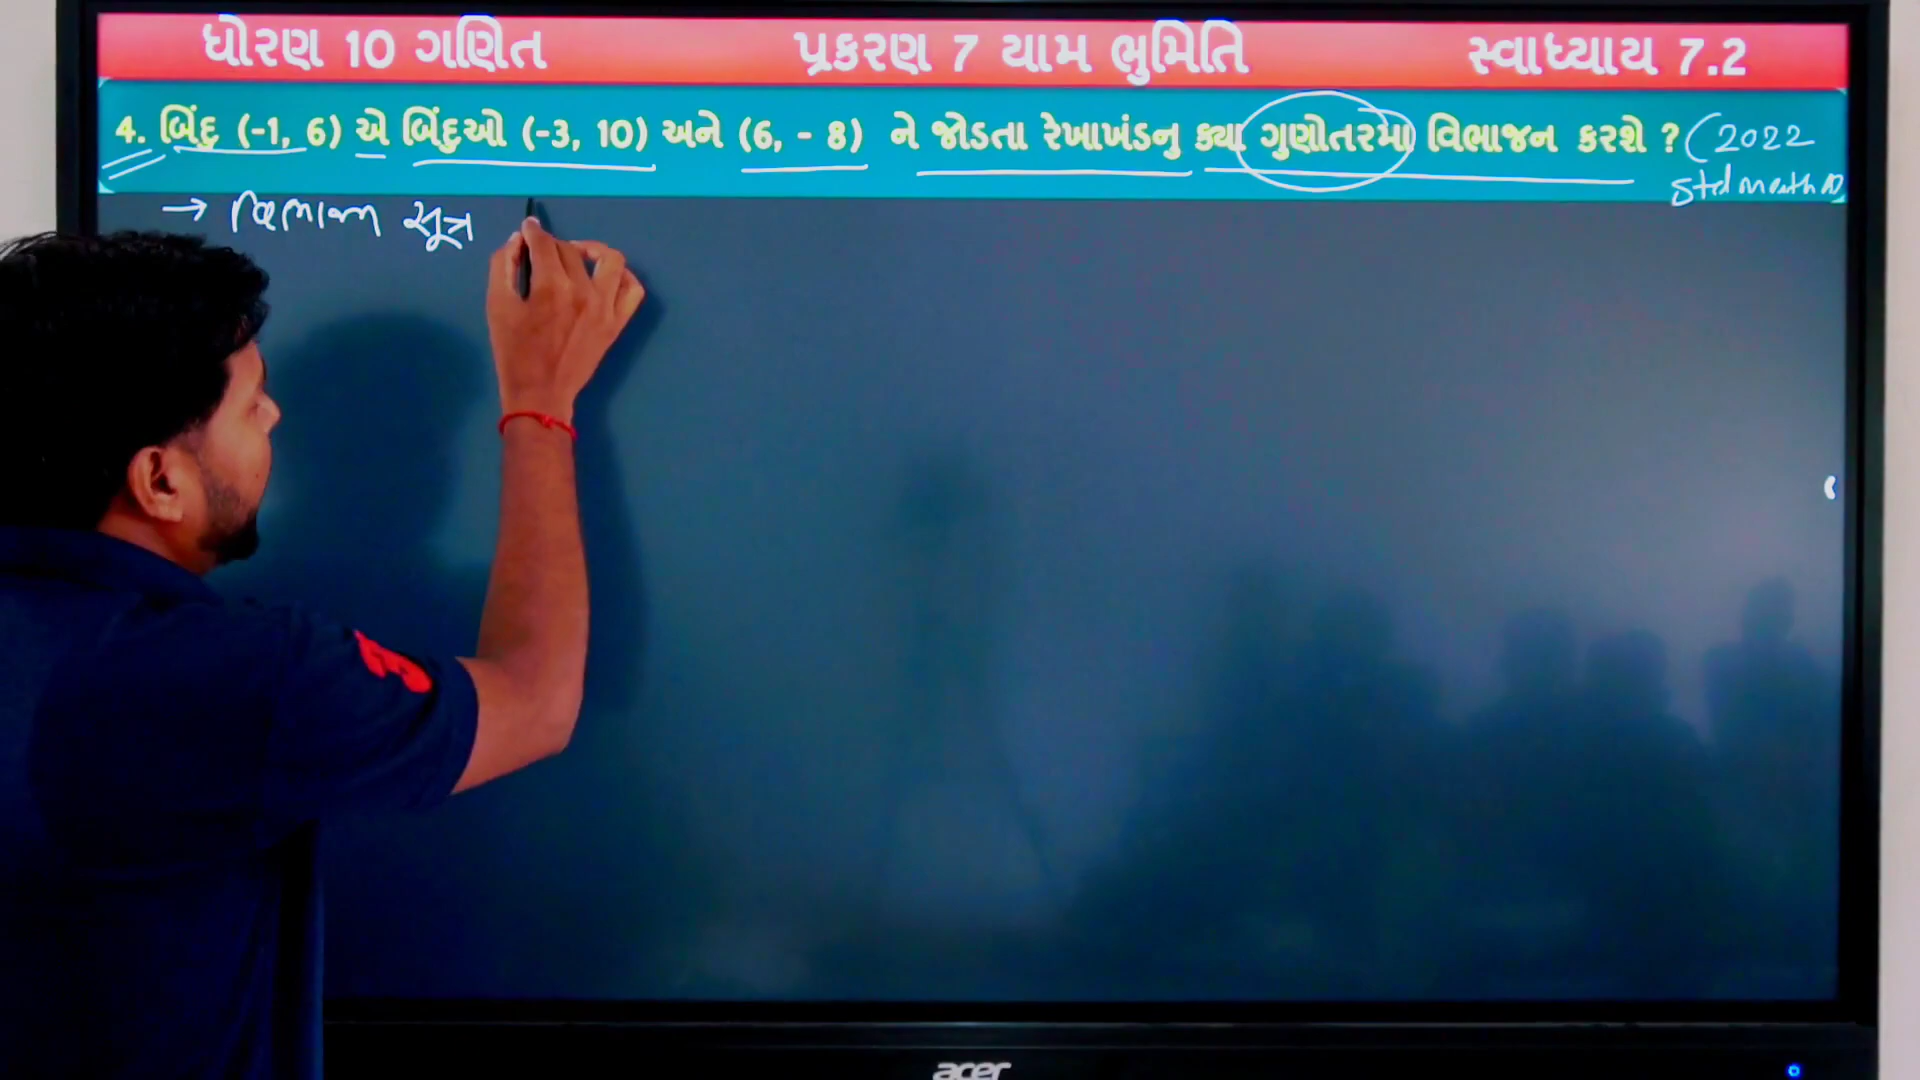 ધોરણ 10 ગણિત પ્રકરણ 7 યામ ભુમિતિ સ્વાધ્યાય 7.2
4. બિંદુ (-1, 6) એ બિંદુઓ (-3, 10) અને (6, - 8) ને જોડતા રેખાખંડનુ ક્યા ગુણોતરમા વિભાજન કરશે ? (2022
std math
→ વિભાજન સૂત્ર
acer